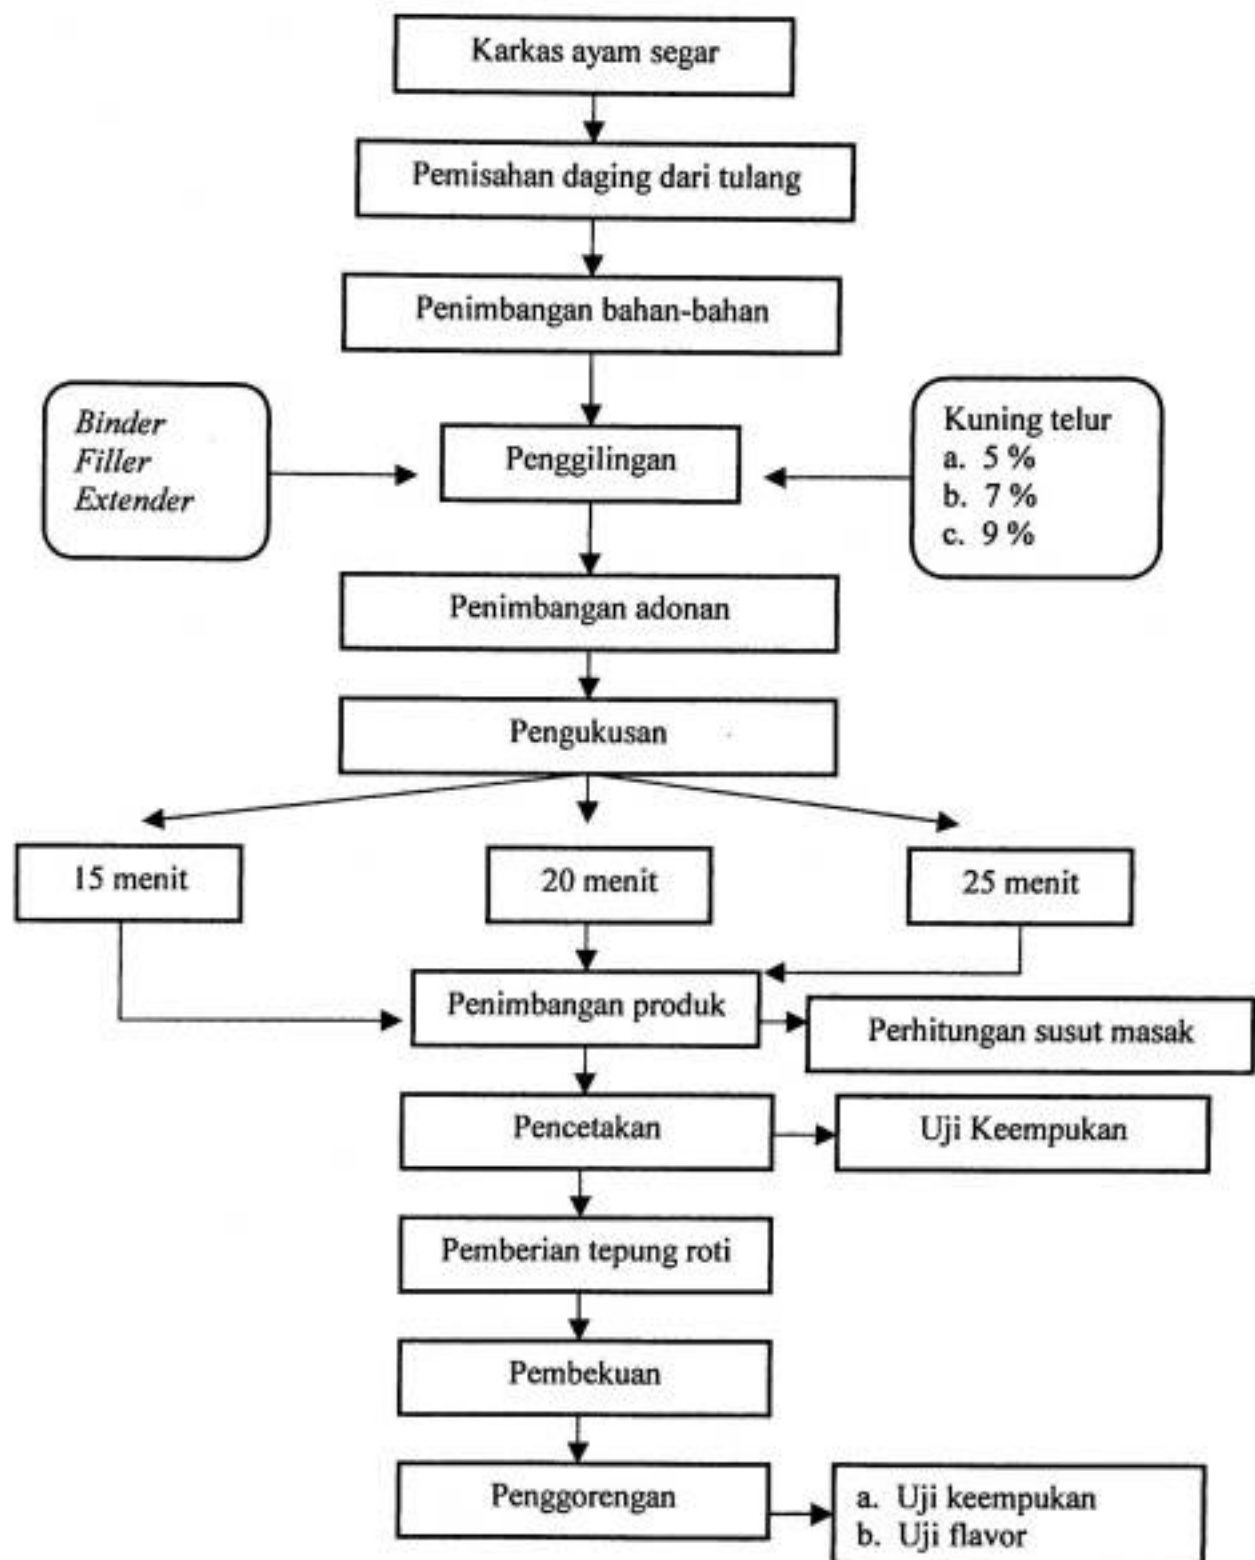 Karkas ayam segar
Pemisahan daging dari tulang
Penimbangan bahan-bahan
Binder
Filler
Extender
Penggilingan
Kuning telur
a. 5 %
b. 7 %
c. 9 %
Penimbangan adonan
Pengukusan
15 menit
20 menit
25 menit
Penimbangan produk
Perhitungan susut masak
Pencetakan
Uji Keempukan
Pemberian tepung roti
Pembekuan
Penggorengan
a. Uji keempukan
b. Uji flavor